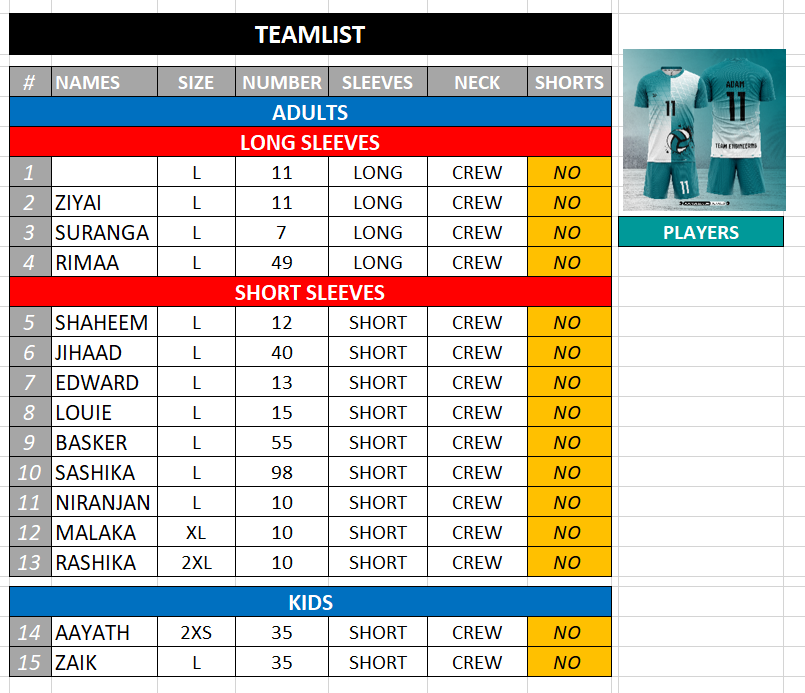 TEAMLIST
# NAMES SIZE NUMBER SLEEVES NECK SHORTS
ADULTS
LONG SLEEVES
1 L 11 LONG CREW NO
2 ZIYAI L 11 LONG CREW NO
3 SURANGA L 7 LONG CREW NO
4 RIMAA L 49 LONG CREW NO
SHORT SLEEVES
5 SHAHEEM L 12 SHORT CREW NO
6 JIHAAD L 40 SHORT CREW NO
7 EDWARD L 13 SHORT CREW NO
8 LOUIE L 15 SHORT CREW NO
9 BASKER L 55 SHORT CREW NO
10 SASHIKA L 98 SHORT CREW NO
11 NIRANJAN L 10 SHORT CREW NO
12 MALAKA XL 10 SHORT CREW NO
13 RASHIKA 2XL 10 SHORT CREW NO
KIDS
14 AAYATH 2XS 35 SHORT CREW NO
15 ZAIK L 35 SHORT CREW NO
ADAM
11
11
TEAM ENGINEERING
11
PLAYERS